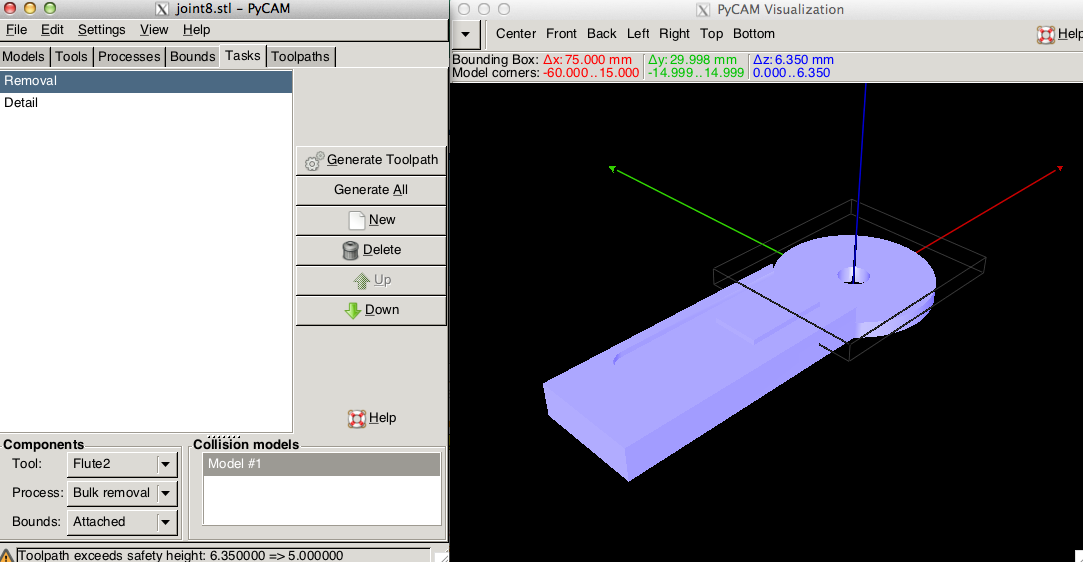 joint8.stl – PyCAM
File Edit Settings View Help
Models Tools Processes Bounds Tasks Toolpaths
Removal
Detail
Generate Toolpath
Generate All
New
Delete
Up
Down
Help
Components
Tool: Flute2
Process: Bulk removal
Bounds: Attached
Collision models
Model #1
Toolpath exceeds safety height: 6.350000 => 5.000000
PyCAM Visualization
Center Front Back Left Right Top Bottom Help
Bounding Box: Δx: 75.000 mm Δy: 29.998 mm Δz: 6.350 mm
Model corners: -60.000 .. 15.000 -14.999 .. 14.999 0.000 .. 6.350